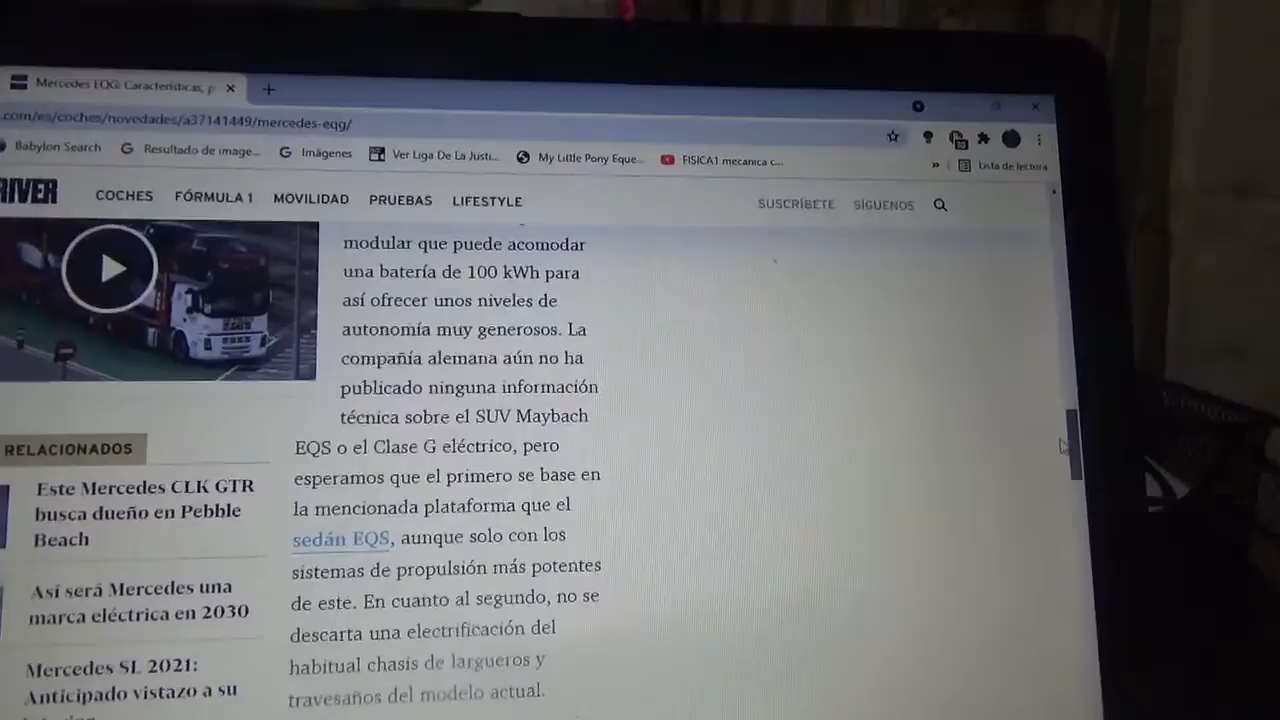 Mercedes EQG: Características, p
.com/es/coches/novedades/a37141449/mercedes-eqg/
Babylon Search
Resultado de image...
Imágenes
Ver Liga De La Justi...
My Little Pony Eque...
FISICA1 mecanica c...
»
Lista de lectura
RIVER
COCHES
FÓRMULA 1
MOVILIDAD
PRUEBAS
LIFESTYLE
SUSCRÍBETE
SÍGUENOS
modular que puede acomodar
una batería de 100 kWh para
así ofrecer unos niveles de
autonomía muy generosos. La
compañía alemana aún no ha
publicado ninguna información
técnica sobre el SUV Maybach
EQS o el Clase G eléctrico, pero
esperamos que el primero se base en
la mencionada plataforma que el
sedán EQS, aunque solo con los
sistemas de propulsión más potentes
de este. En cuanto al segundo, no se
descarta una electrificación del
habitual chasis de largueros y
travesaños del modelo actual.
RELACIONADOS
Este Mercedes CLK GTR
busca dueño en Pebble
Beach
Así será Mercedes una
marca eléctrica en 2030
Mercedes SL 2021:
Anticipado vistazo a su